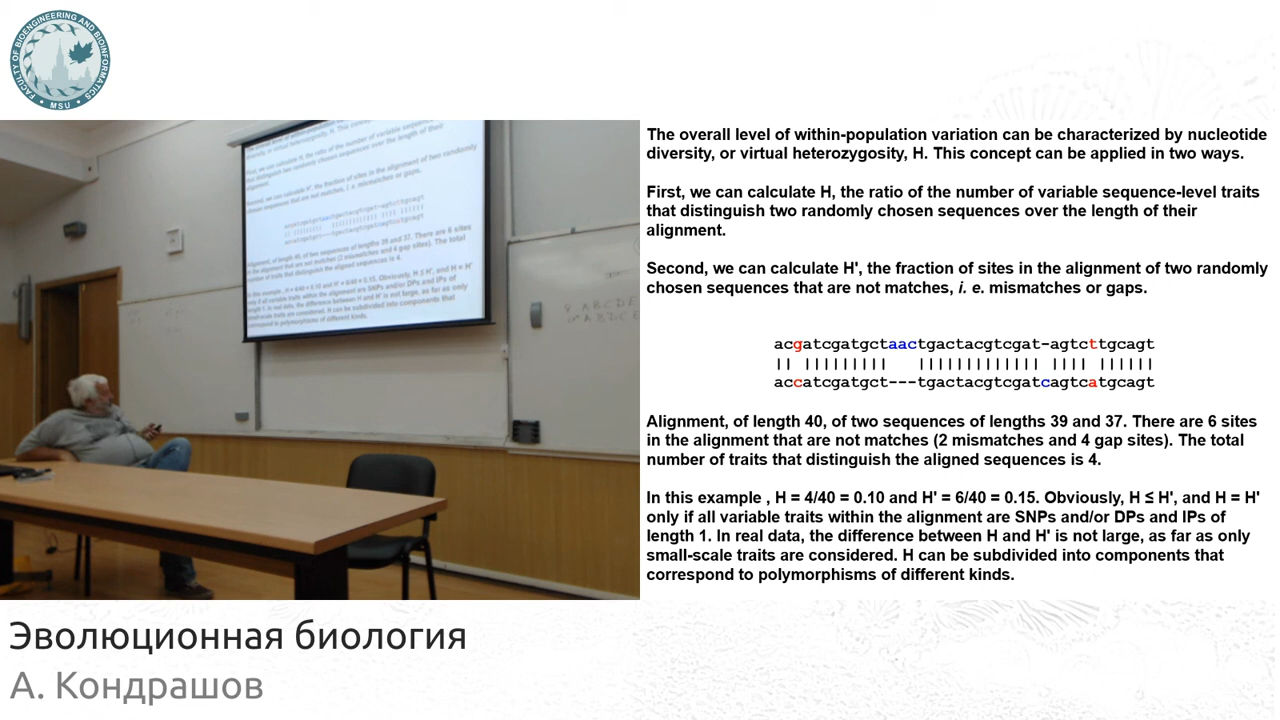 FACULTY OF BIOENGINEERING AND BIOINFORMATICS
• MSU •
The overall level of within-population variation can be characterized by nucleotide
diversity, or virtual heterozygosity, H. This concept can be applied in two ways.
First, we can calculate H, the ratio of the number of variable sequence-level traits
that distinguish two randomly chosen sequences over the length of their
alignment.
Second, we can calculate H', the fraction of sites in the alignment of two randomly
chosen sequences that are not matches, i. e. mismatches or gaps.
acgatcgatgctaactgactacgtcgat-agtcttgcagt
|| ||||||||| ||||||||||||| |||| ||||||
accatcgatgct---tgactacgtcgatcagtcatgcagt
Alignment, of length 40, of two sequences of lengths 39 and 37. There are 6 sites
in the alignment that are not matches (2 mismatches and 4 gap sites). The total
number of traits that distinguish the aligned sequences is 4.
In this example , H = 4/40 = 0.10 and H' = 6/40 = 0.15. Obviously, H ≤ H', and H = H'
only if all variable traits within the alignment are SNPs and/or DPs and IPs of
length 1. In real data, the difference between H and H' is not large, as far as only
small-scale traits are considered. H can be subdivided into components that
correspond to polymorphisms of different kinds.
Эволюционная биология
А. Кондрашов